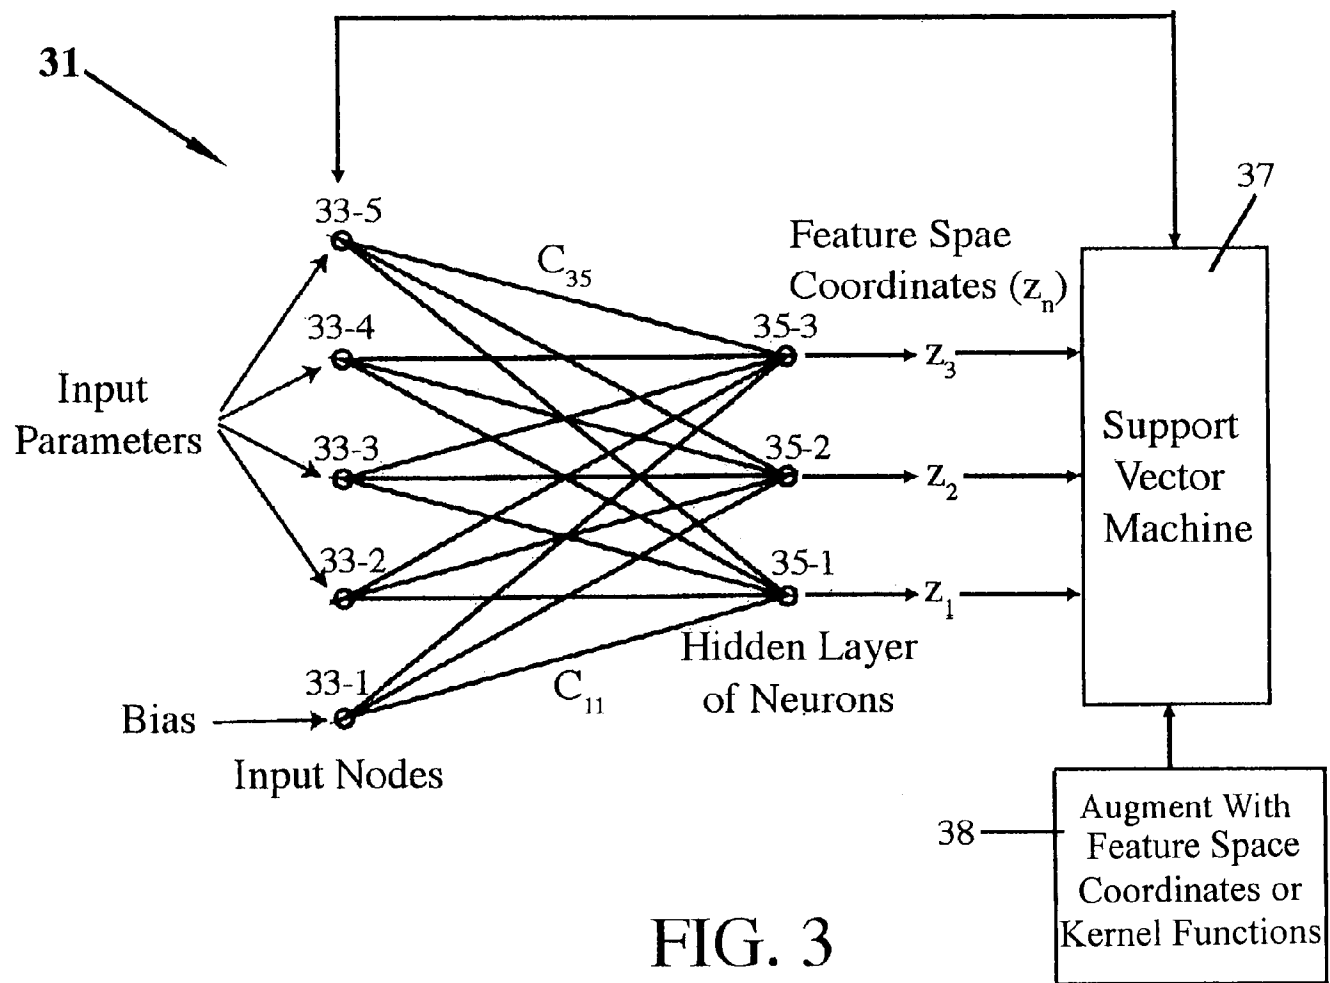 31
37
33-5
Feature Spae
Coordinates (zn)
C35
33-4
35-3
z3
Input
Parameters
33-3
35-2
z2
Support
Vector
Machine
33-2
35-1
z1
Hidden Layer
of Neurons
33-1
C11
Bias
Input Nodes
38
Augment With
Feature Space
Coordinates or
Kernel Functions
FIG. 3